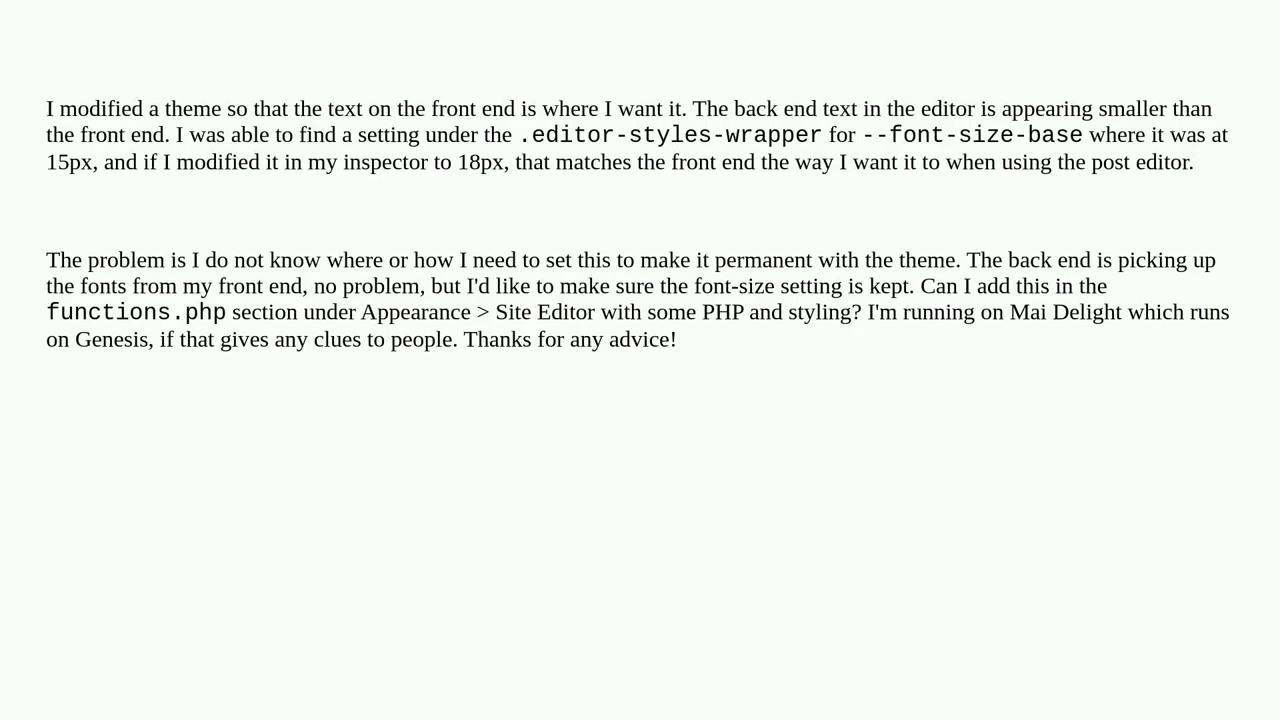 I modified a theme so that the text on the front end is where I want it. The back end text in the editor is appearing smaller than
the front end. I was able to find a setting under the .editor-styles-wrapper for --font-size-base where it was at
15px, and if I modified it in my inspector to 18px, that matches the front end the way I want it to when using the post editor.
The problem is I do not know where or how I need to set this to make it permanent with the theme. The back end is picking up
the fonts from my front end, no problem, but I'd like to make sure the font-size setting is kept. Can I add this in the
functions.php section under Appearance > Site Editor with some PHP and styling? I'm running on Mai Delight which runs
on Genesis, if that gives any clues to people. Thanks for any advice!